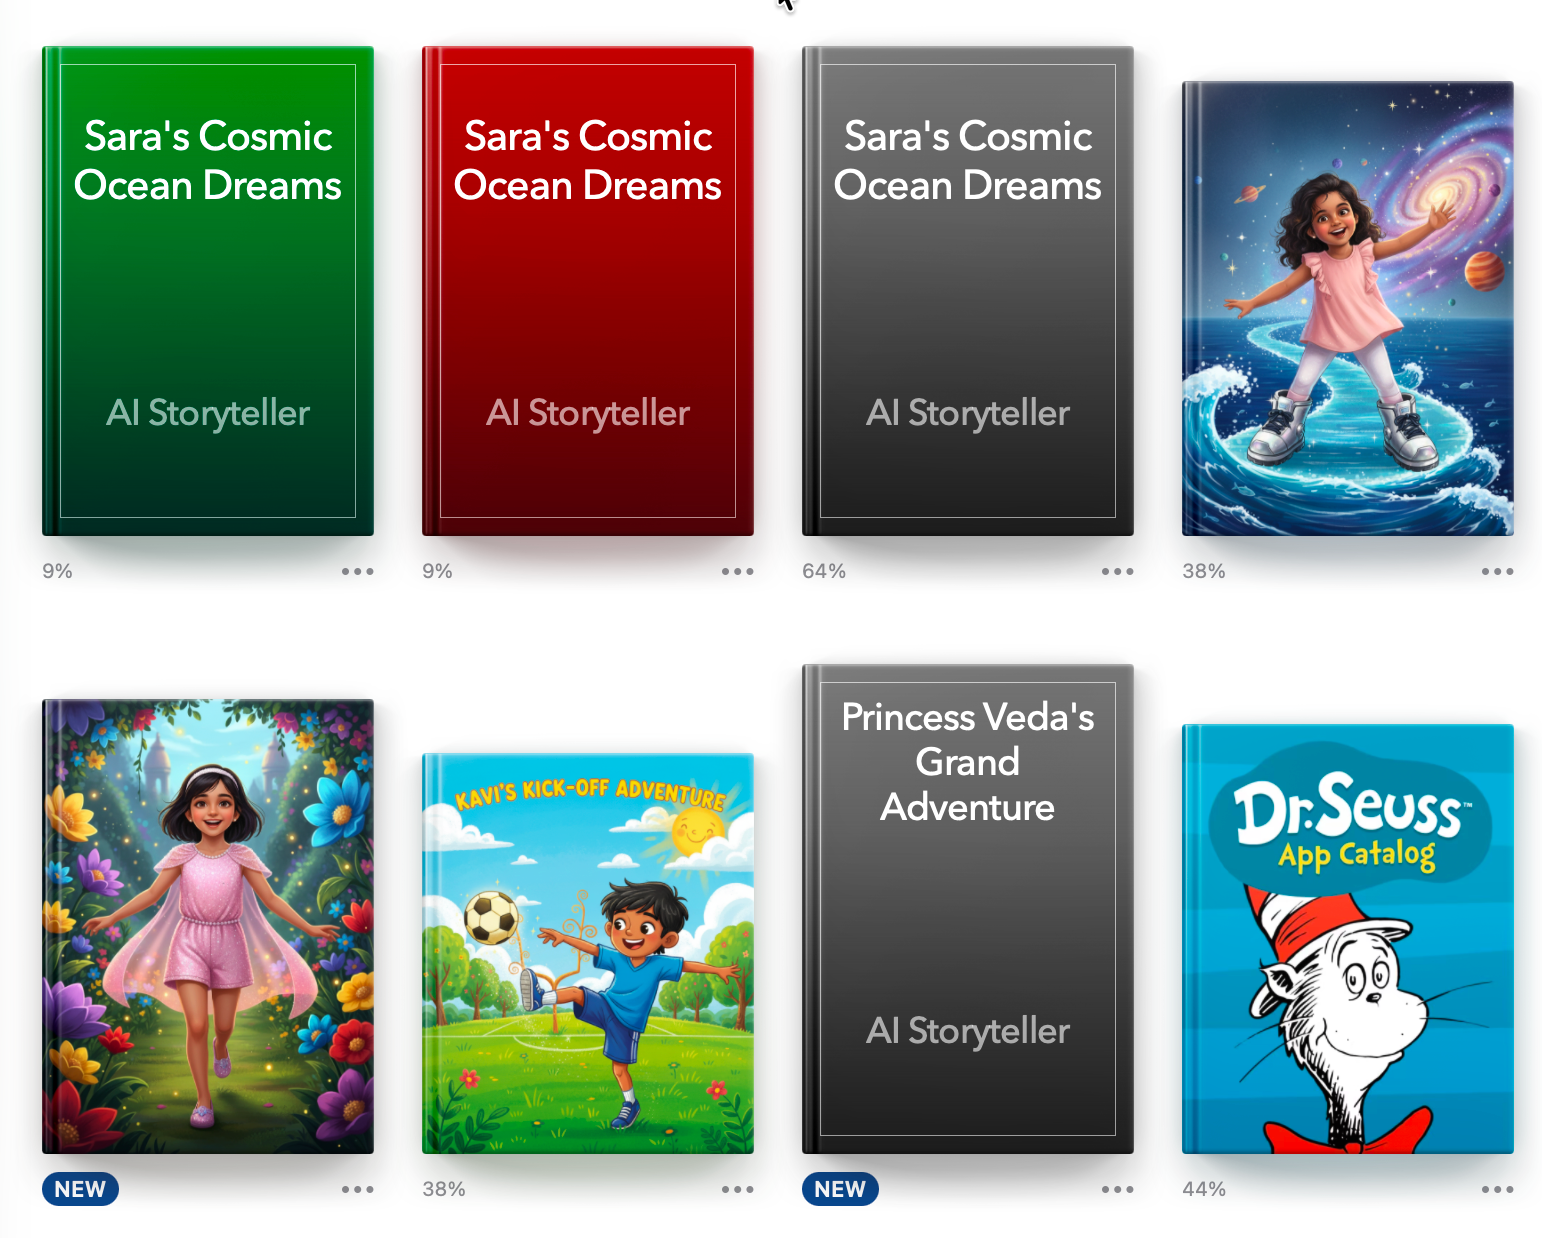 Sara's Cosmic
Ocean Dreams
AI Storyteller
9%
Sara's Cosmic
Ocean Dreams
AI Storyteller
9%
Sara's Cosmic
Ocean Dreams
AI Storyteller
64%
38%
NEW
KAVI'S KICK-OFF ADVENTURE
38%
Princess Veda's
Grand
Adventure
AI Storyteller
NEW
Dr. Seuss™
App Catalog
44%